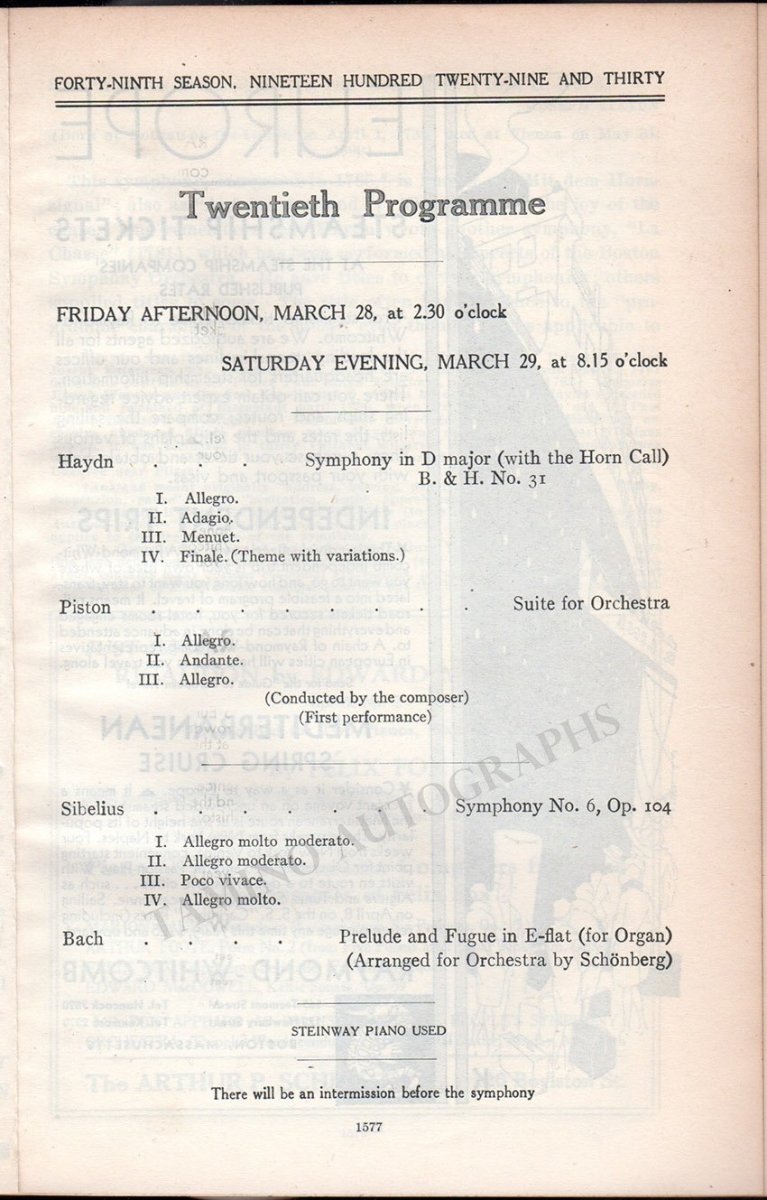 FORTY-NINTH SEASON, NINETEEN HUNDRED TWENTY-NINE AND THIRTY
Twentieth Programme
FRIDAY AFTERNOON, MARCH 28, at 2.30 o'clock
SATURDAY EVENING, MARCH 29, at 8.15 o'clock
Haydn . . . . Symphony in D major (with the Horn Call)
B. & H. No. 31
I. Allegro.
II. Adagio.
III. Menuet.
IV. Finale. (Theme with variations.)
Piston . . . . . . . . Suite for Orchestra
I. Allegro.
II. Andante.
III. Allegro.
(Conducted by the composer)
(First performance)
Sibelius . . . . . . . Symphony No. 6, Op. 104
I. Allegro molto moderato.
II. Allegro moderato.
III. Poco vivace.
IV. Allegro molto.
Bach . . . . Prelude and Fugue in E-flat (for Organ)
(Arranged for Orchestra by Schönberg)
STEINWAY PIANO USED
There will be an intermission before the symphony
1577
TAMINO AUTOGRAPHS